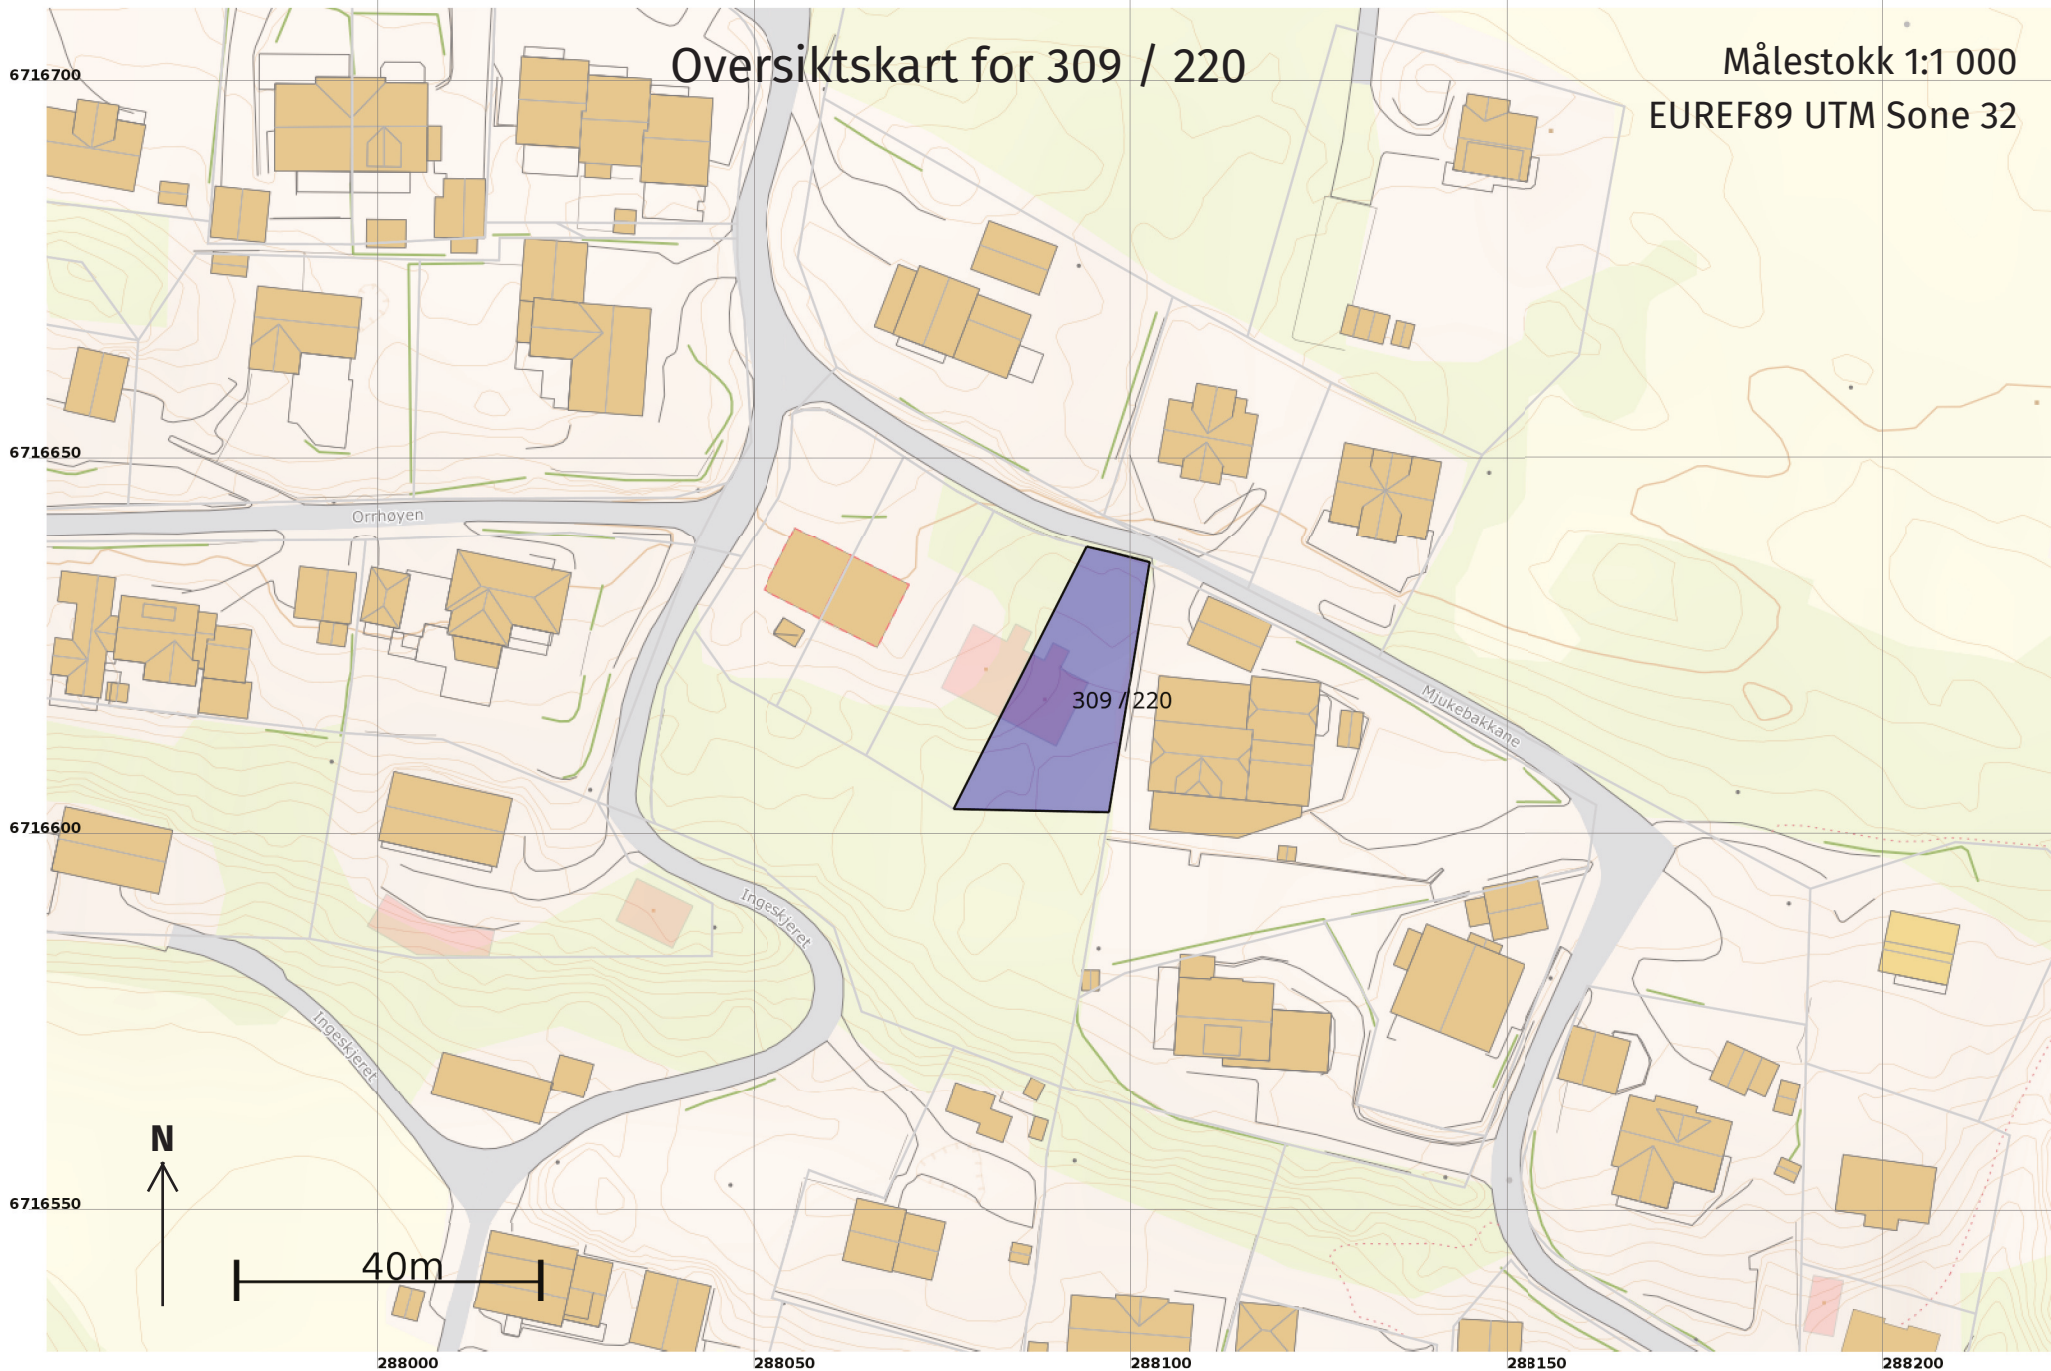 Oversiktskart for 309 / 220
Målestokk 1:1 000
EUREF89 UTM Sone 32
6716700
6716650
Orrhøyen
309 / 220
Mjukebakkane
6716600
Ingeskjeret
Ingeskjeret
N
6716550
40m
288000
288050
288100
288150
288200